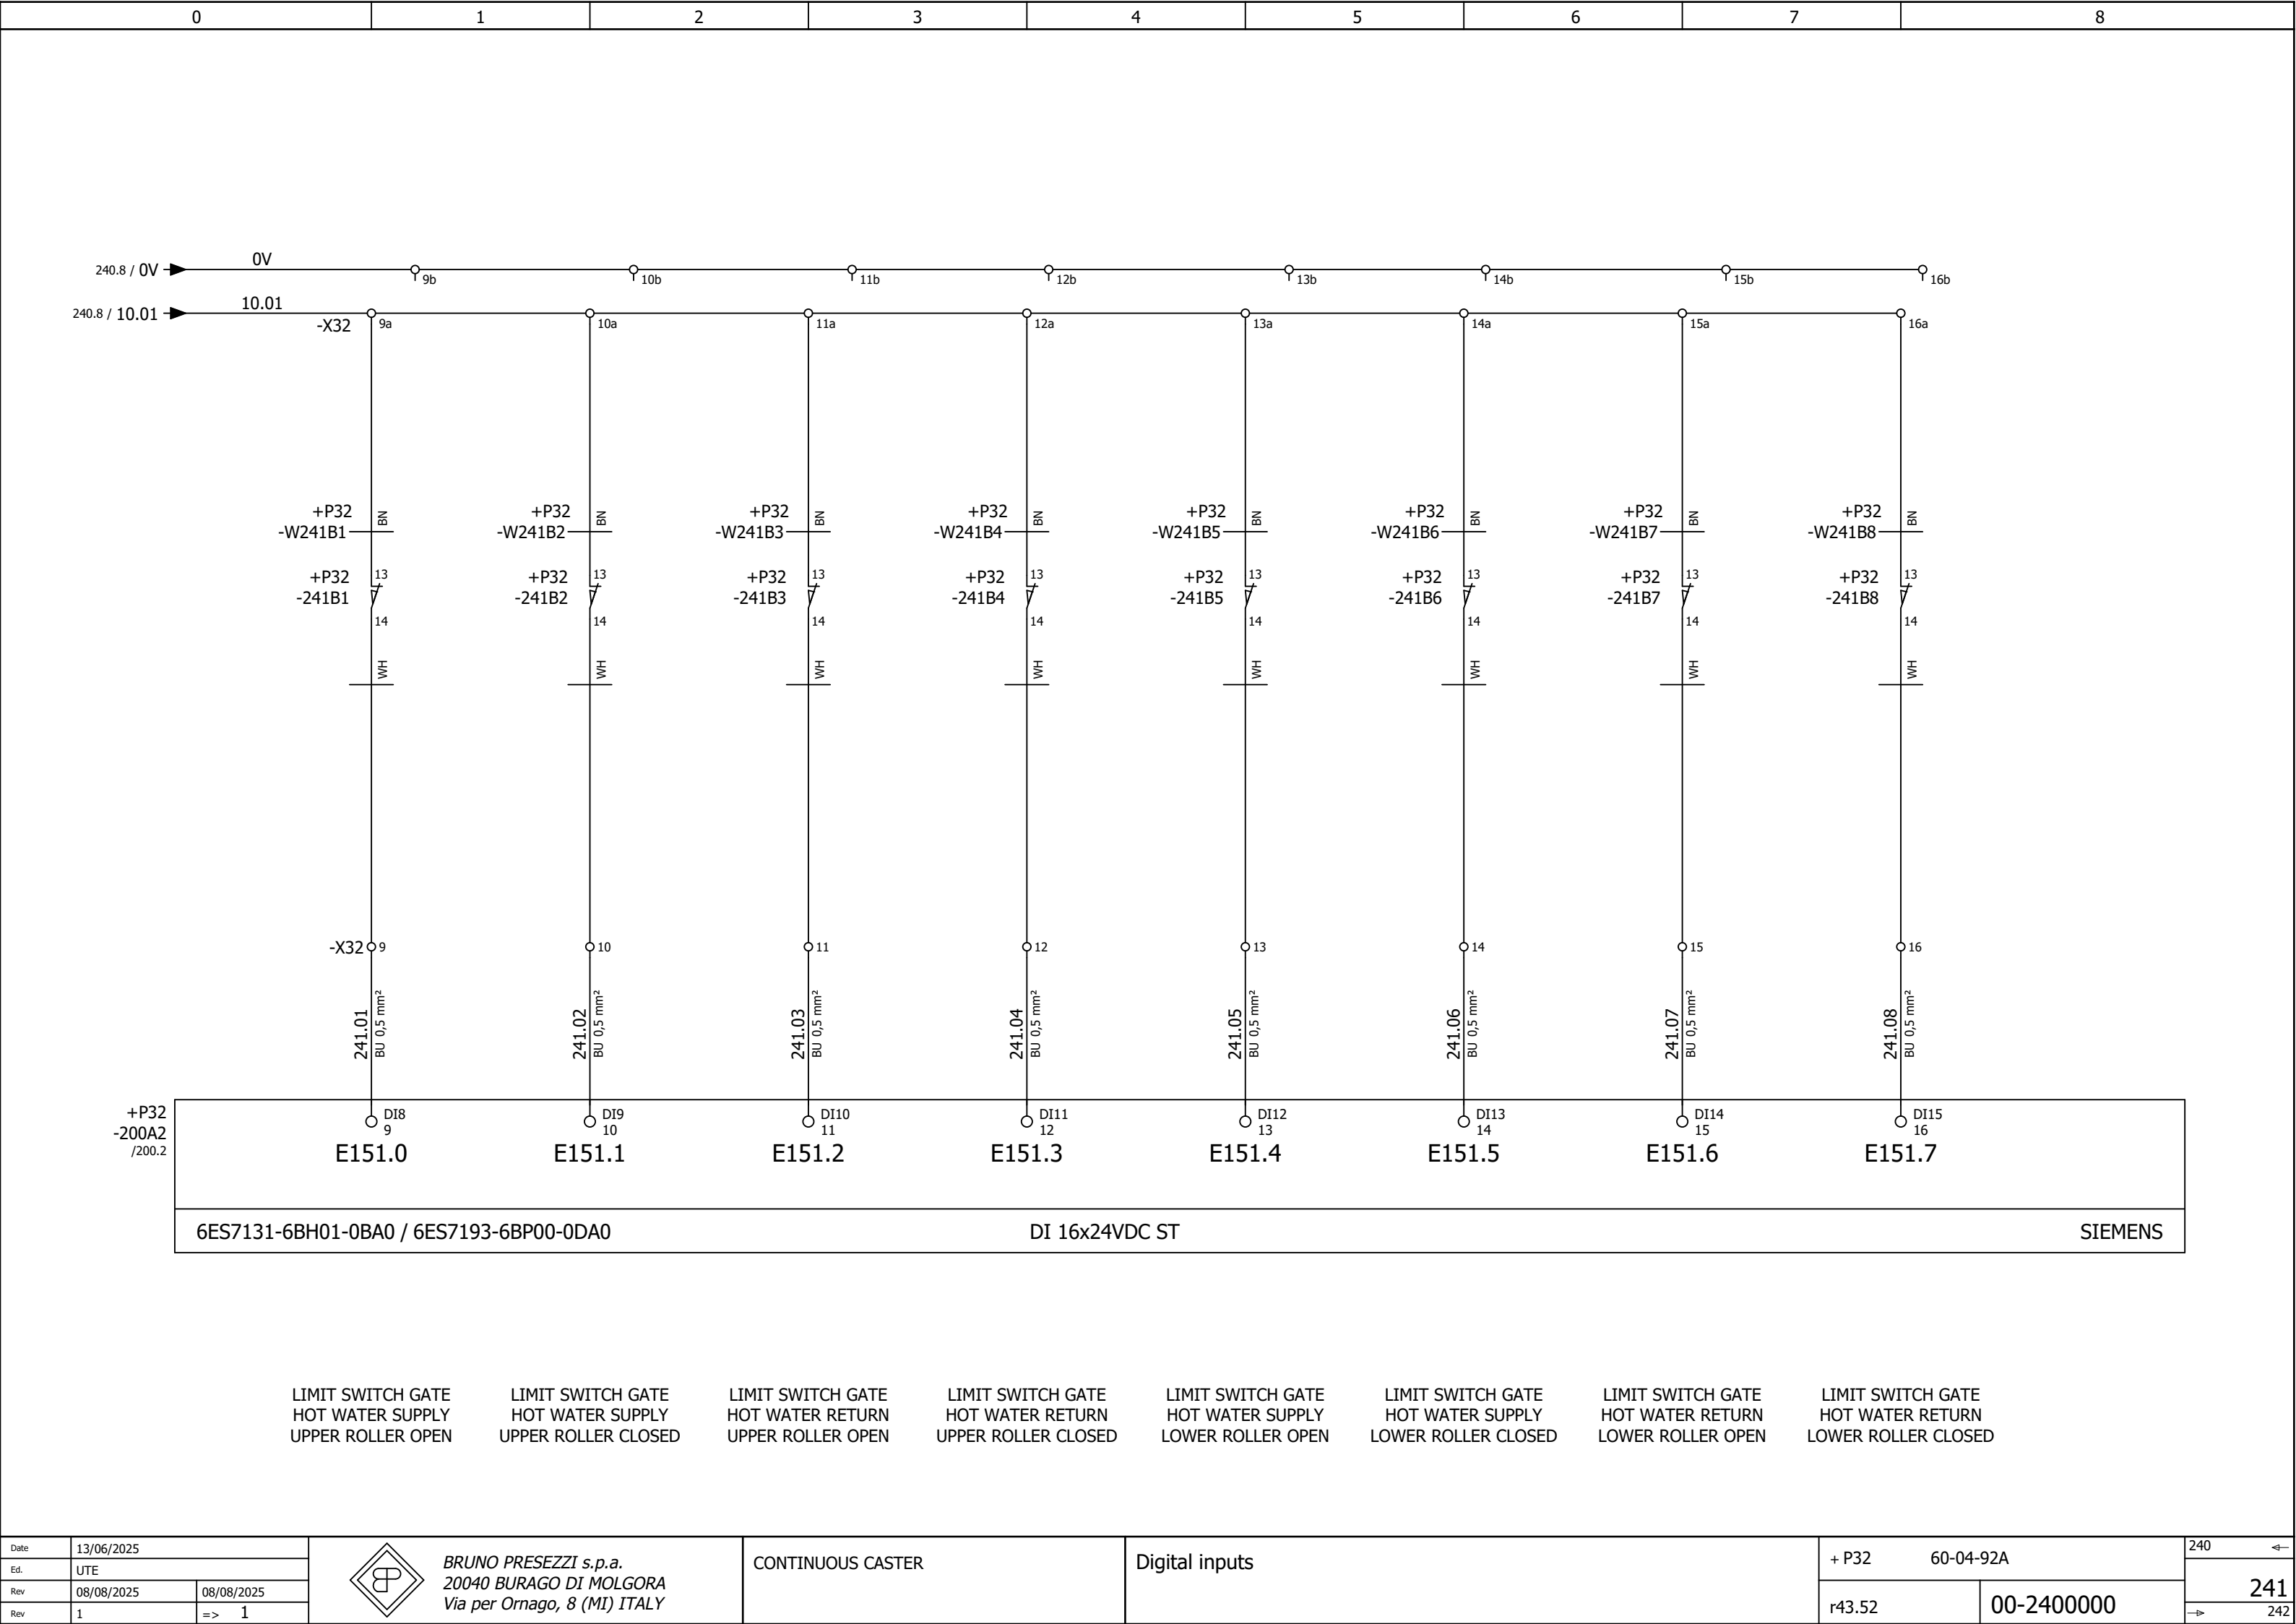 0 1 2 3 4 5 6 7 8
240.8 / 0V 0V
9b 10b 11b 12b 13b 14b 15b 16b
240.8 / 10.01 10.01
-X32 9a 10a 11a 12a 13a 14a 15a 16a
+P32 BN +P32 BN +P32 BN +P32 BN +P32 BN +P32 BN +P32 BN +P32 BN
-W241B1 -W241B2 -W241B3 -W241B4 -W241B5 -W241B6 -W241B7 -W241B8
+P32 13 +P32 13 +P32 13 +P32 13 +P32 13 +P32 13 +P32 13 +P32 13
-241B1 -241B2 -241B3 -241B4 -241B5 -241B6 -241B7 -241B8
14 14 14 14 14 14 14 14
WH WH WH WH WH WH WH WH
-X32 9 10 11 12 13 14 15 16
241.01 BU 0,5 mm² 241.02 BU 0,5 mm² 241.03 BU 0,5 mm² 241.04 BU 0,5 mm² 241.05 BU 0,5 mm² 241.06 BU 0,5 mm² 241.07 BU 0,5 mm² 241.08 BU 0,5 mm²
+P32 DI8 DI9 DI10 DI11 DI12 DI13 DI14 DI15
-200A2 9 10 11 12 13 14 15 16
/200.2 E151.0 E151.1 E151.2 E151.3 E151.4 E151.5 E151.6 E151.7
6ES7131-6BH01-0BA0 / 6ES7193-6BP00-0DA0 DI 16x24VDC ST SIEMENS
LIMIT SWITCH GATE LIMIT SWITCH GATE LIMIT SWITCH GATE LIMIT SWITCH GATE LIMIT SWITCH GATE LIMIT SWITCH GATE LIMIT SWITCH GATE LIMIT SWITCH GATE
HOT WATER SUPPLY HOT WATER SUPPLY HOT WATER RETURN HOT WATER RETURN HOT WATER SUPPLY HOT WATER SUPPLY HOT WATER RETURN HOT WATER RETURN
UPPER ROLLER OPEN UPPER ROLLER CLOSED UPPER ROLLER OPEN UPPER ROLLER CLOSED LOWER ROLLER OPEN LOWER ROLLER CLOSED LOWER ROLLER OPEN LOWER ROLLER CLOSED
Date 13/06/2025
Ed. UTE
Rev 08/08/2025 08/08/2025
Rev 1 => 1
BRUNO PRESEZZI s.p.a.
20040 BURAGO DI MOLGORA
Via per Ornago, 8 (MI) ITALY
CONTINUOUS CASTER
Digital inputs
+ P32 60-04-92A
r43.52 00-2400000
240
241
242